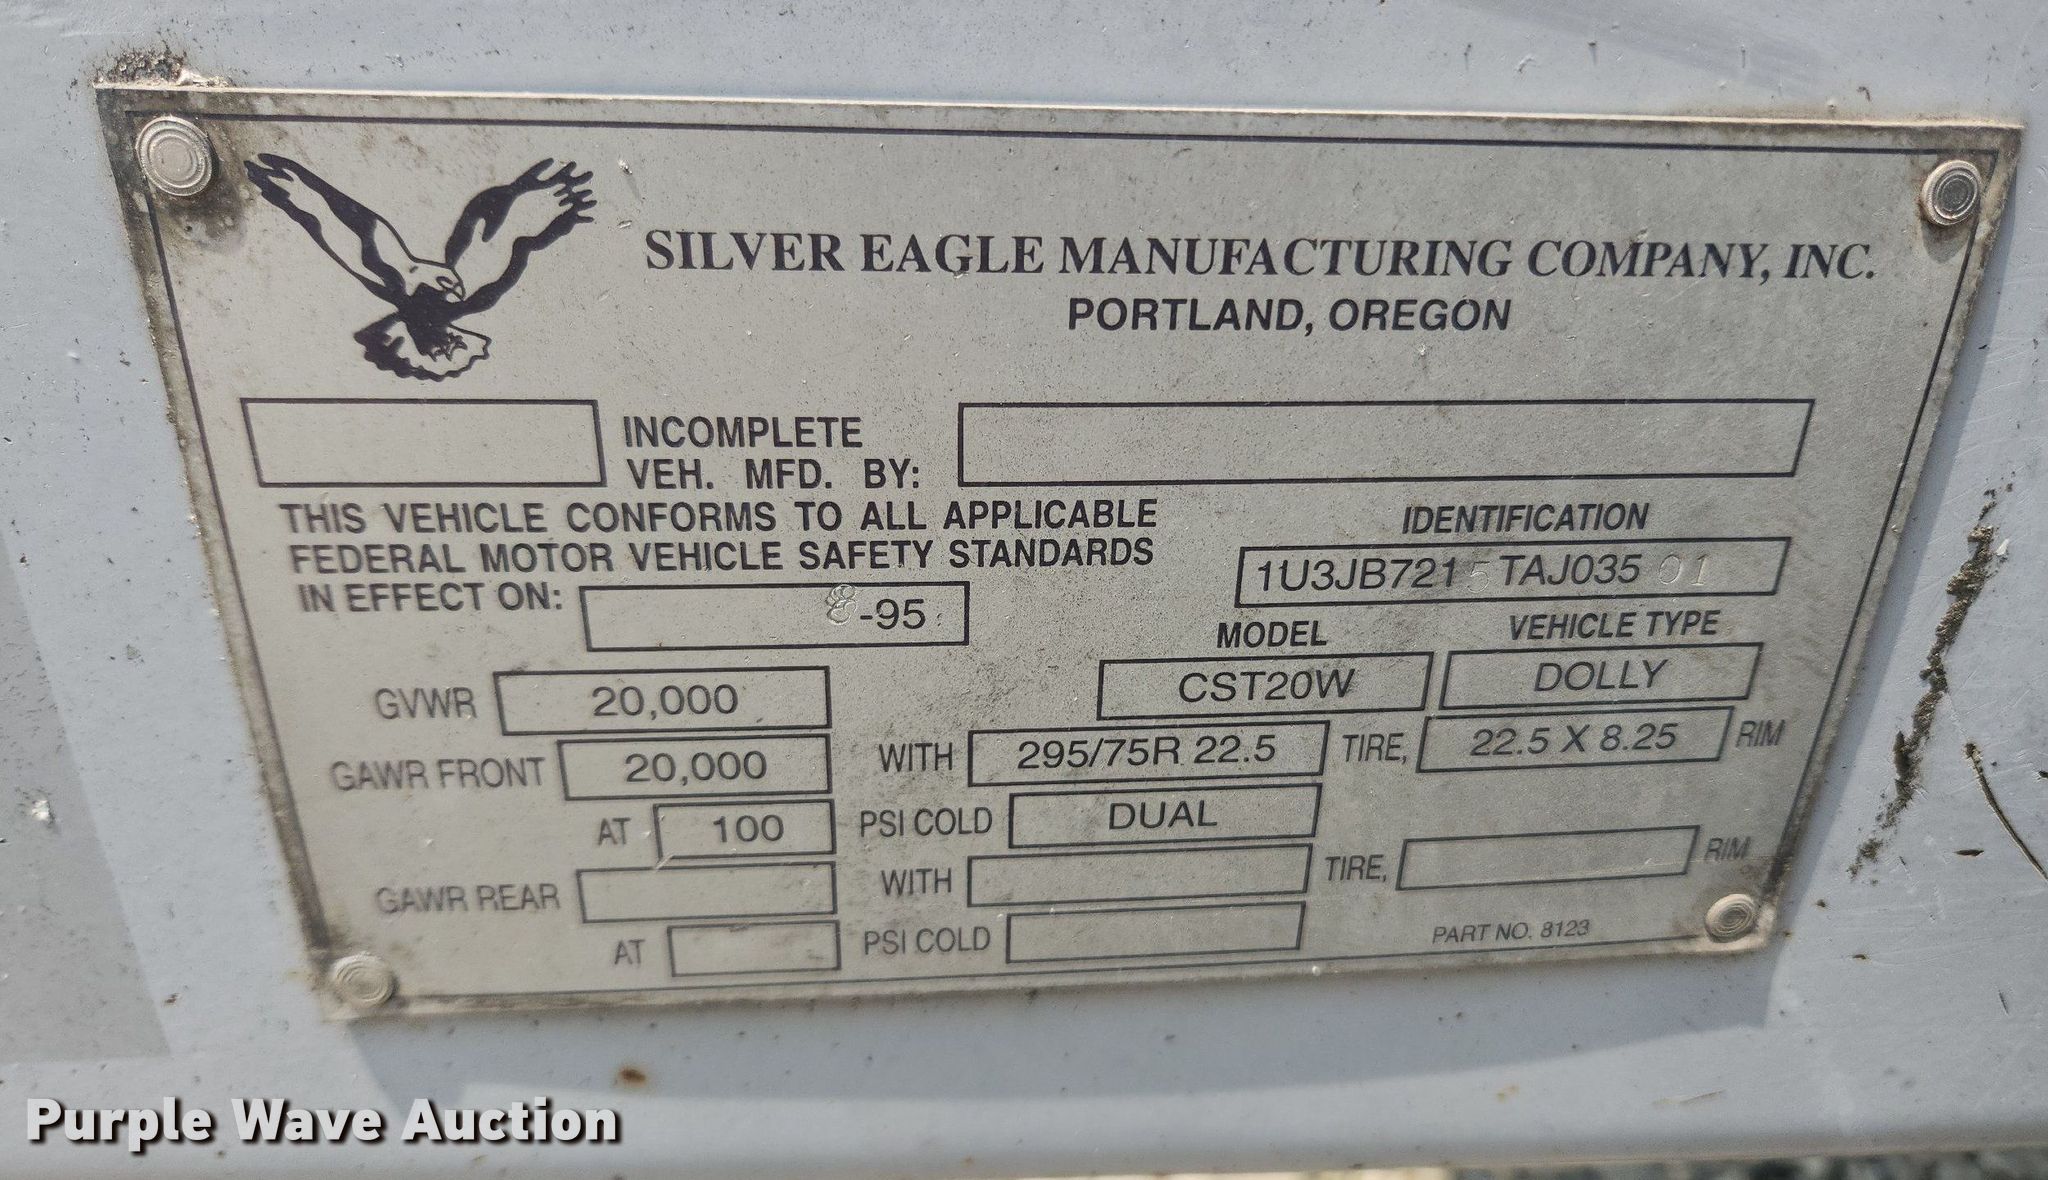 SILVER EAGLE MANUFACTURING COMPANY, INC.
PORTLAND, OREGON
INCOMPLETE
VEH. MFD. BY:
THIS VEHICLE CONFORMS TO ALL APPLICABLE
FEDERAL MOTOR VEHICLE SAFETY STANDARDS
IN EFFECT ON: 8-95
IDENTIFICATION
1U3JB7215TAJ03501
MODEL VEHICLE TYPE
CST20W DOLLY
GVWR 20,000
GAWR FRONT 20,000 WITH 295/75R 22.5 TIRE, 22.5 X 8.25 RIM
AT 100 PSI COLD DUAL
GAWR REAR WITH TIRE, RIM
AT PSI COLD
PART NO. 8123
Purple Wave Auction